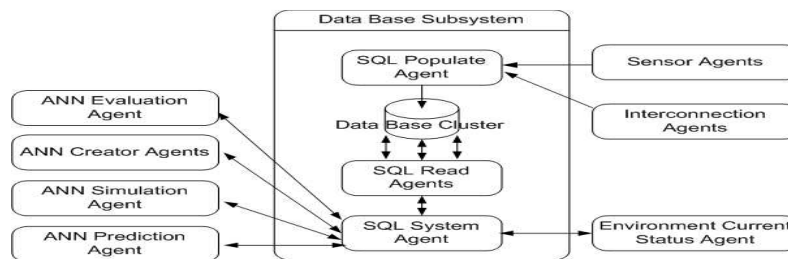 Data Base Subsystem
SQL Populate
Agent
Sensor Agents
ANN Evaluation
Agent
Data Base Cluster
Interconnection
Agents
ANN Creator Agents
SQL Read
Agents
ANN Simulation
Agent
SQL System
Agent
Environment Current
Status Agent
ANN Prediction
Agent